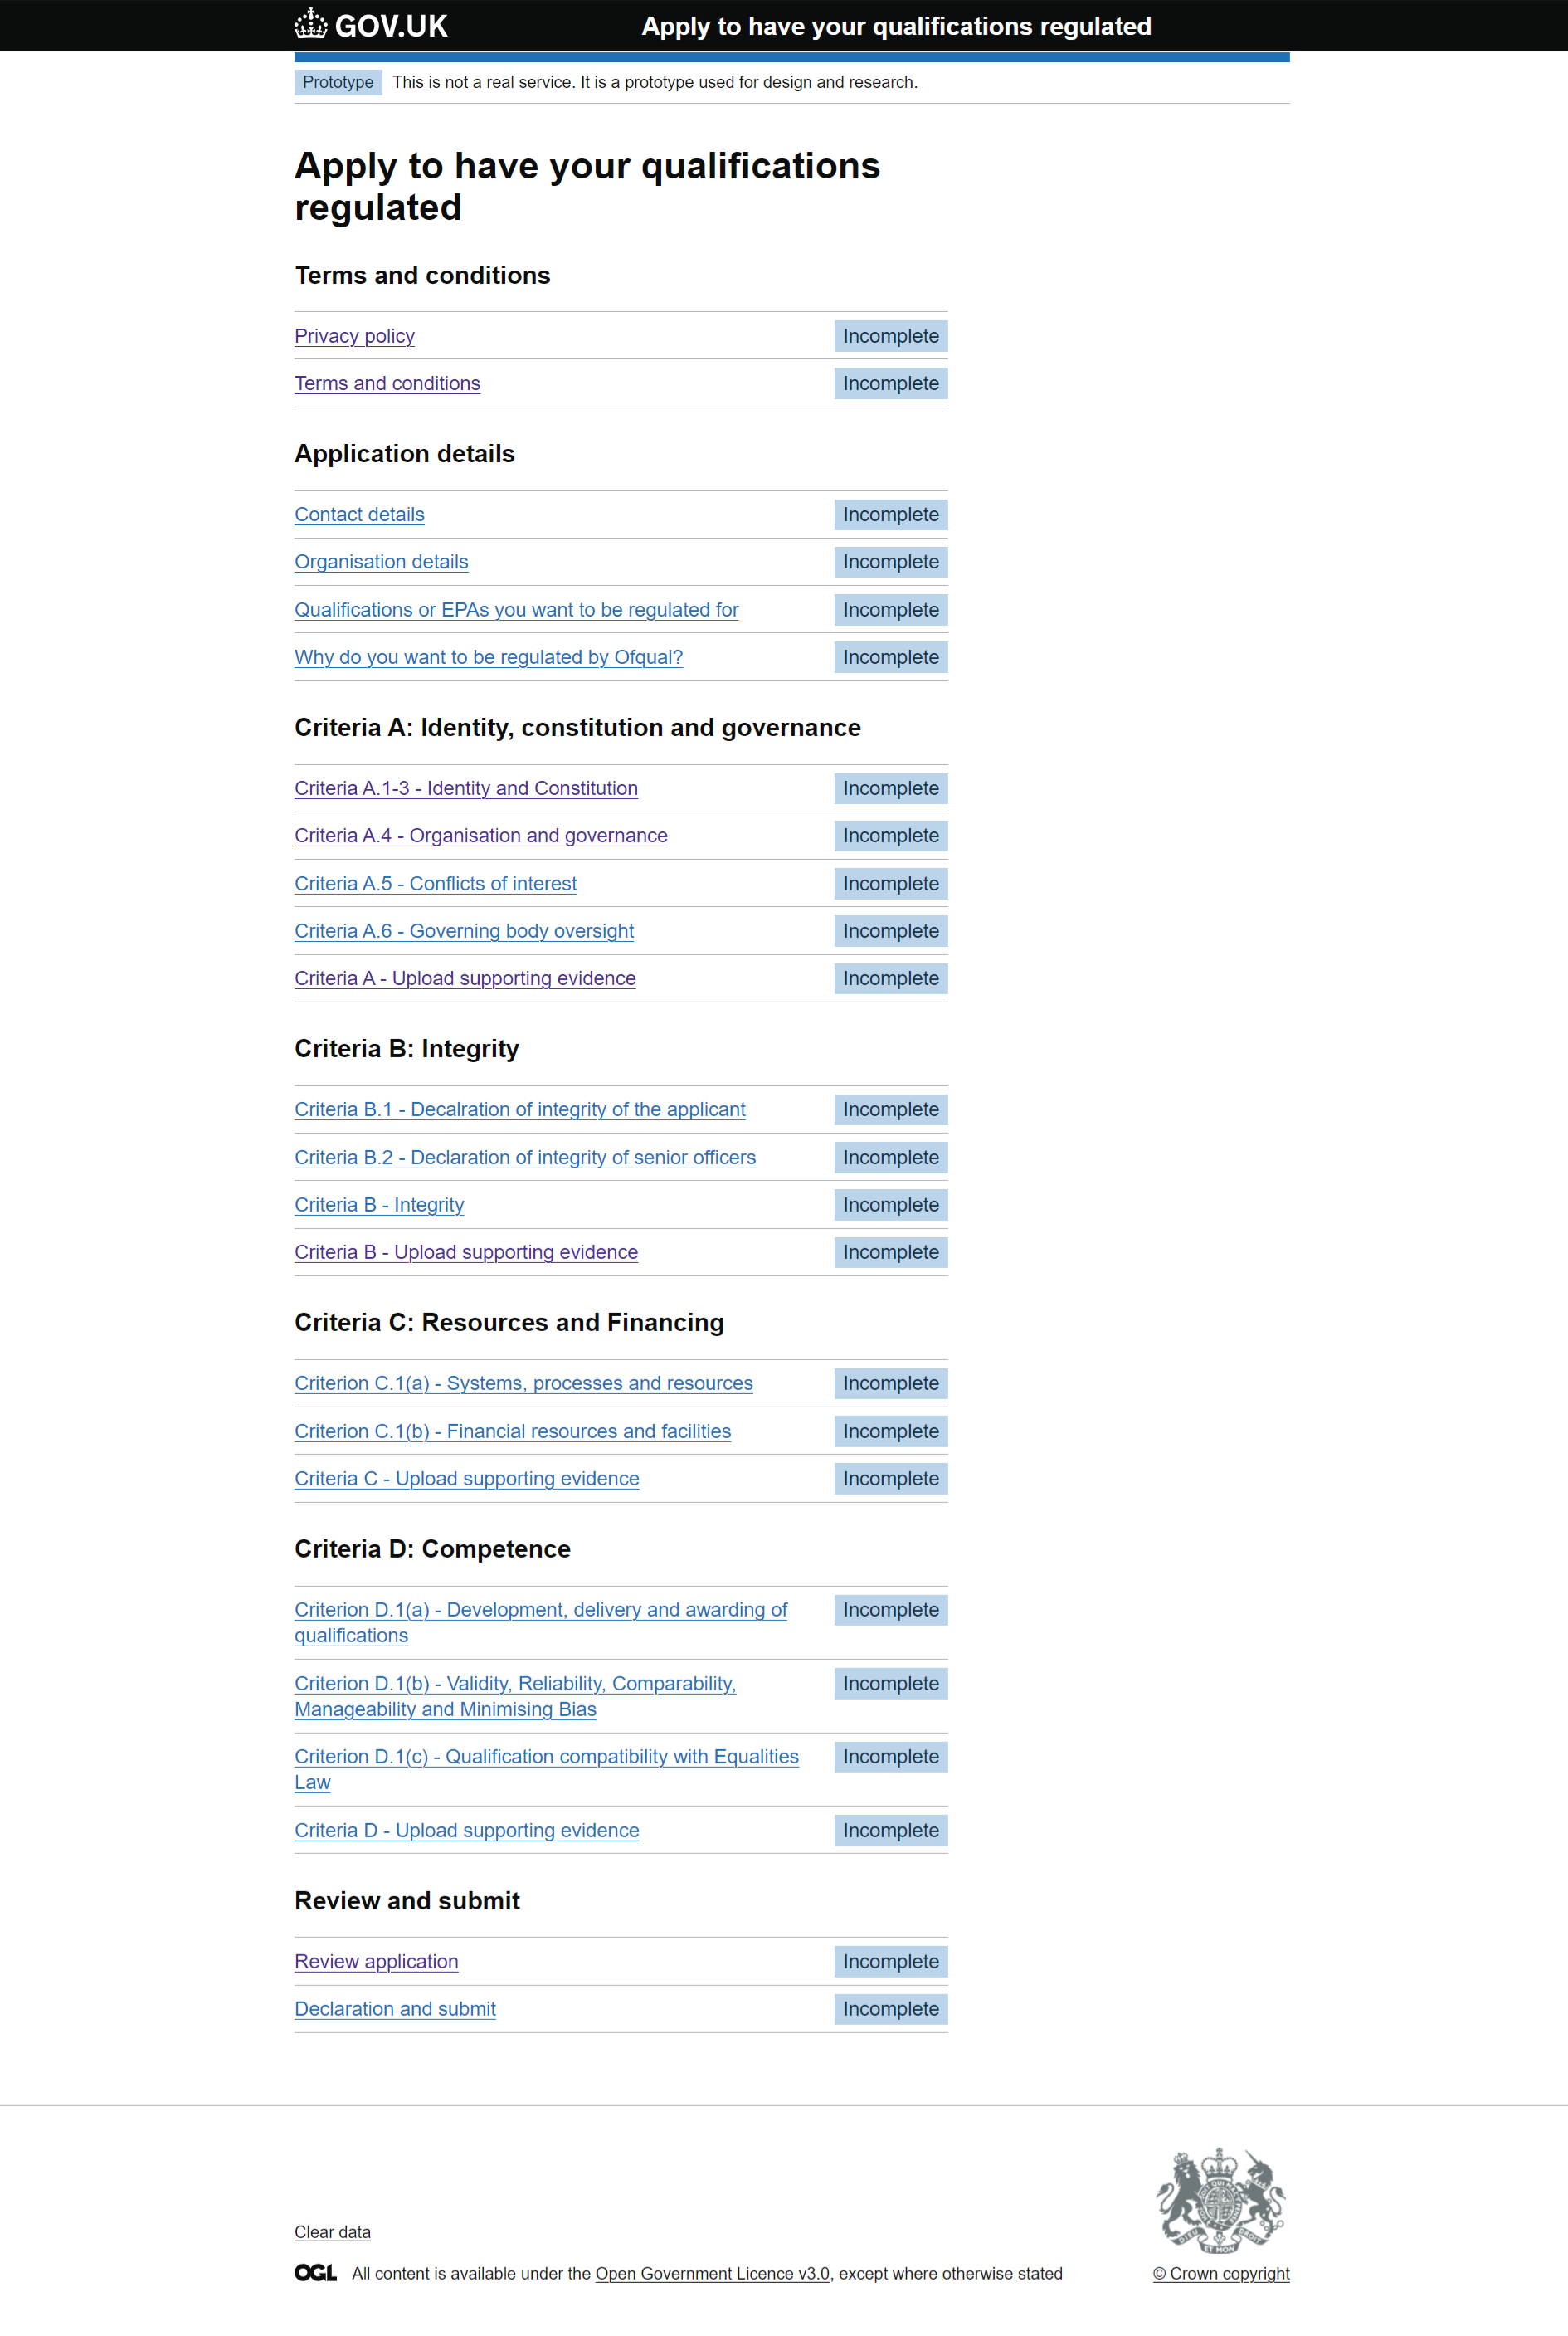 GOV.UK
Apply to have your qualifications regulated
Prototype This is not a real service. It is a prototype used for design and research.
Apply to have your qualifications
regulated
Terms and conditions
Privacy policy Incomplete
Terms and conditions Incomplete
Application details
Contact details Incomplete
Organisation details Incomplete
Qualifications or EPAs you want to be regulated for Incomplete
Why do you want to be regulated by Ofqual? Incomplete
Criteria A: Identity, constitution and governance
Criteria A.1-3 - Identity and Constitution Incomplete
Criteria A.4 - Organisation and governance Incomplete
Criteria A.5 - Conflicts of interest Incomplete
Criteria A.6 - Governing body oversight Incomplete
Criteria A - Upload supporting evidence Incomplete
Criteria B: Integrity
Criteria B.1 - Decalration of integrity of the applicant Incomplete
Criteria B.2 - Declaration of integrity of senior officers Incomplete
Criteria B - Integrity Incomplete
Criteria B - Upload supporting evidence Incomplete
Criteria C: Resources and Financing
Criterion C.1(a) - Systems, processes and resources Incomplete
Criterion C.1(b) - Financial resources and facilities Incomplete
Criteria C - Upload supporting evidence Incomplete
Criteria D: Competence
Criterion D.1(a) - Development, delivery and awarding of Incomplete
qualifications
Criterion D.1(b) - Validity, Reliability, Comparability, Incomplete
Manageability and Minimising Bias
Criterion D.1(c) - Qualification compatibility with Equalities Incomplete
Law
Criteria D - Upload supporting evidence Incomplete
Review and submit
Review application Incomplete
Declaration and submit Incomplete
Clear data
DIEU ET MON DROIT
OGL All content is available under the Open Government Licence v3.0, except where otherwise stated
© Crown copyright